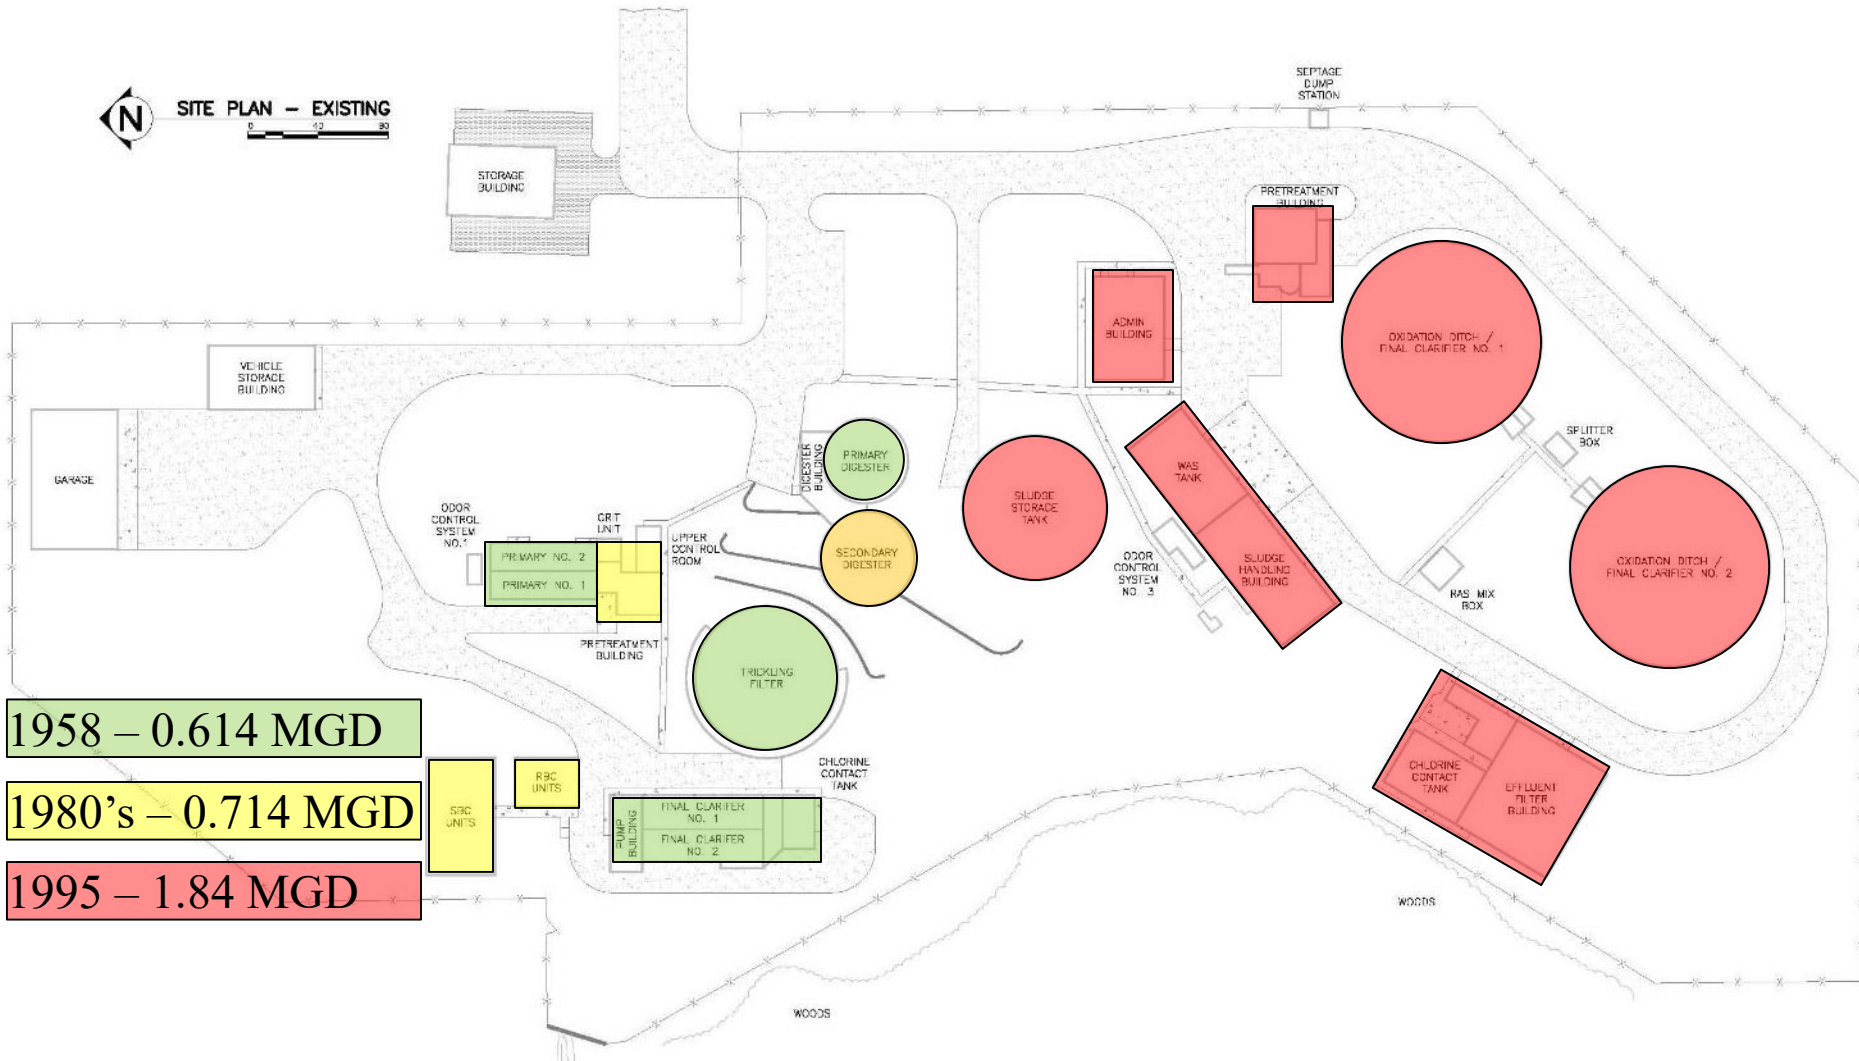 N
SITE PLAN – EXISTING
0 40 80
STORAGE
BUILDING
SEPTAGE
DUMP
STATION
PRETREATMENT
BUILDING
ADMIN
BUILDING
OXIDATION DITCH /
FINAL CLARIFIER NO. 1
VEHICLE
STORAGE
BUILDING
GARAGE
DIGESTER
BUILDING
PRIMARY
DIGESTER
SPLITTER
BOX
WAS
TANK
SLUDGE
STORAGE
TANK
ODOR
CONTROL
SYSTEM
NO.1
GRIT
UNIT
UPPER
CONTROL
ROOM
PRIMARY NO. 2
PRIMARY NO. 1
SECONDARY
DIGESTER
ODOR
CONTROL
SYSTEM
NO. 3
SLUDGE
HANDLING
BUILDING
OXIDATION DITCH /
FINAL CLARIFIER NO. 2
RAS MIX
BOX
PRETREATMENT
BUILDING
TRICKLING
FILTER
1958 – 0.614 MGD
1980's – 0.714 MGD
1995 – 1.84 MGD
RBC
UNITS
SBC
UNITS
CHLORINE
CONTACT
TANK
PUMP
BUILDING
FINAL CLARIFER
NO. 1
FINAL CLARIFER
NO. 2
CHLORINE
CONTACT
TANK
EFFLUENT
FILTER
BUILDING
WOODS
WOODS